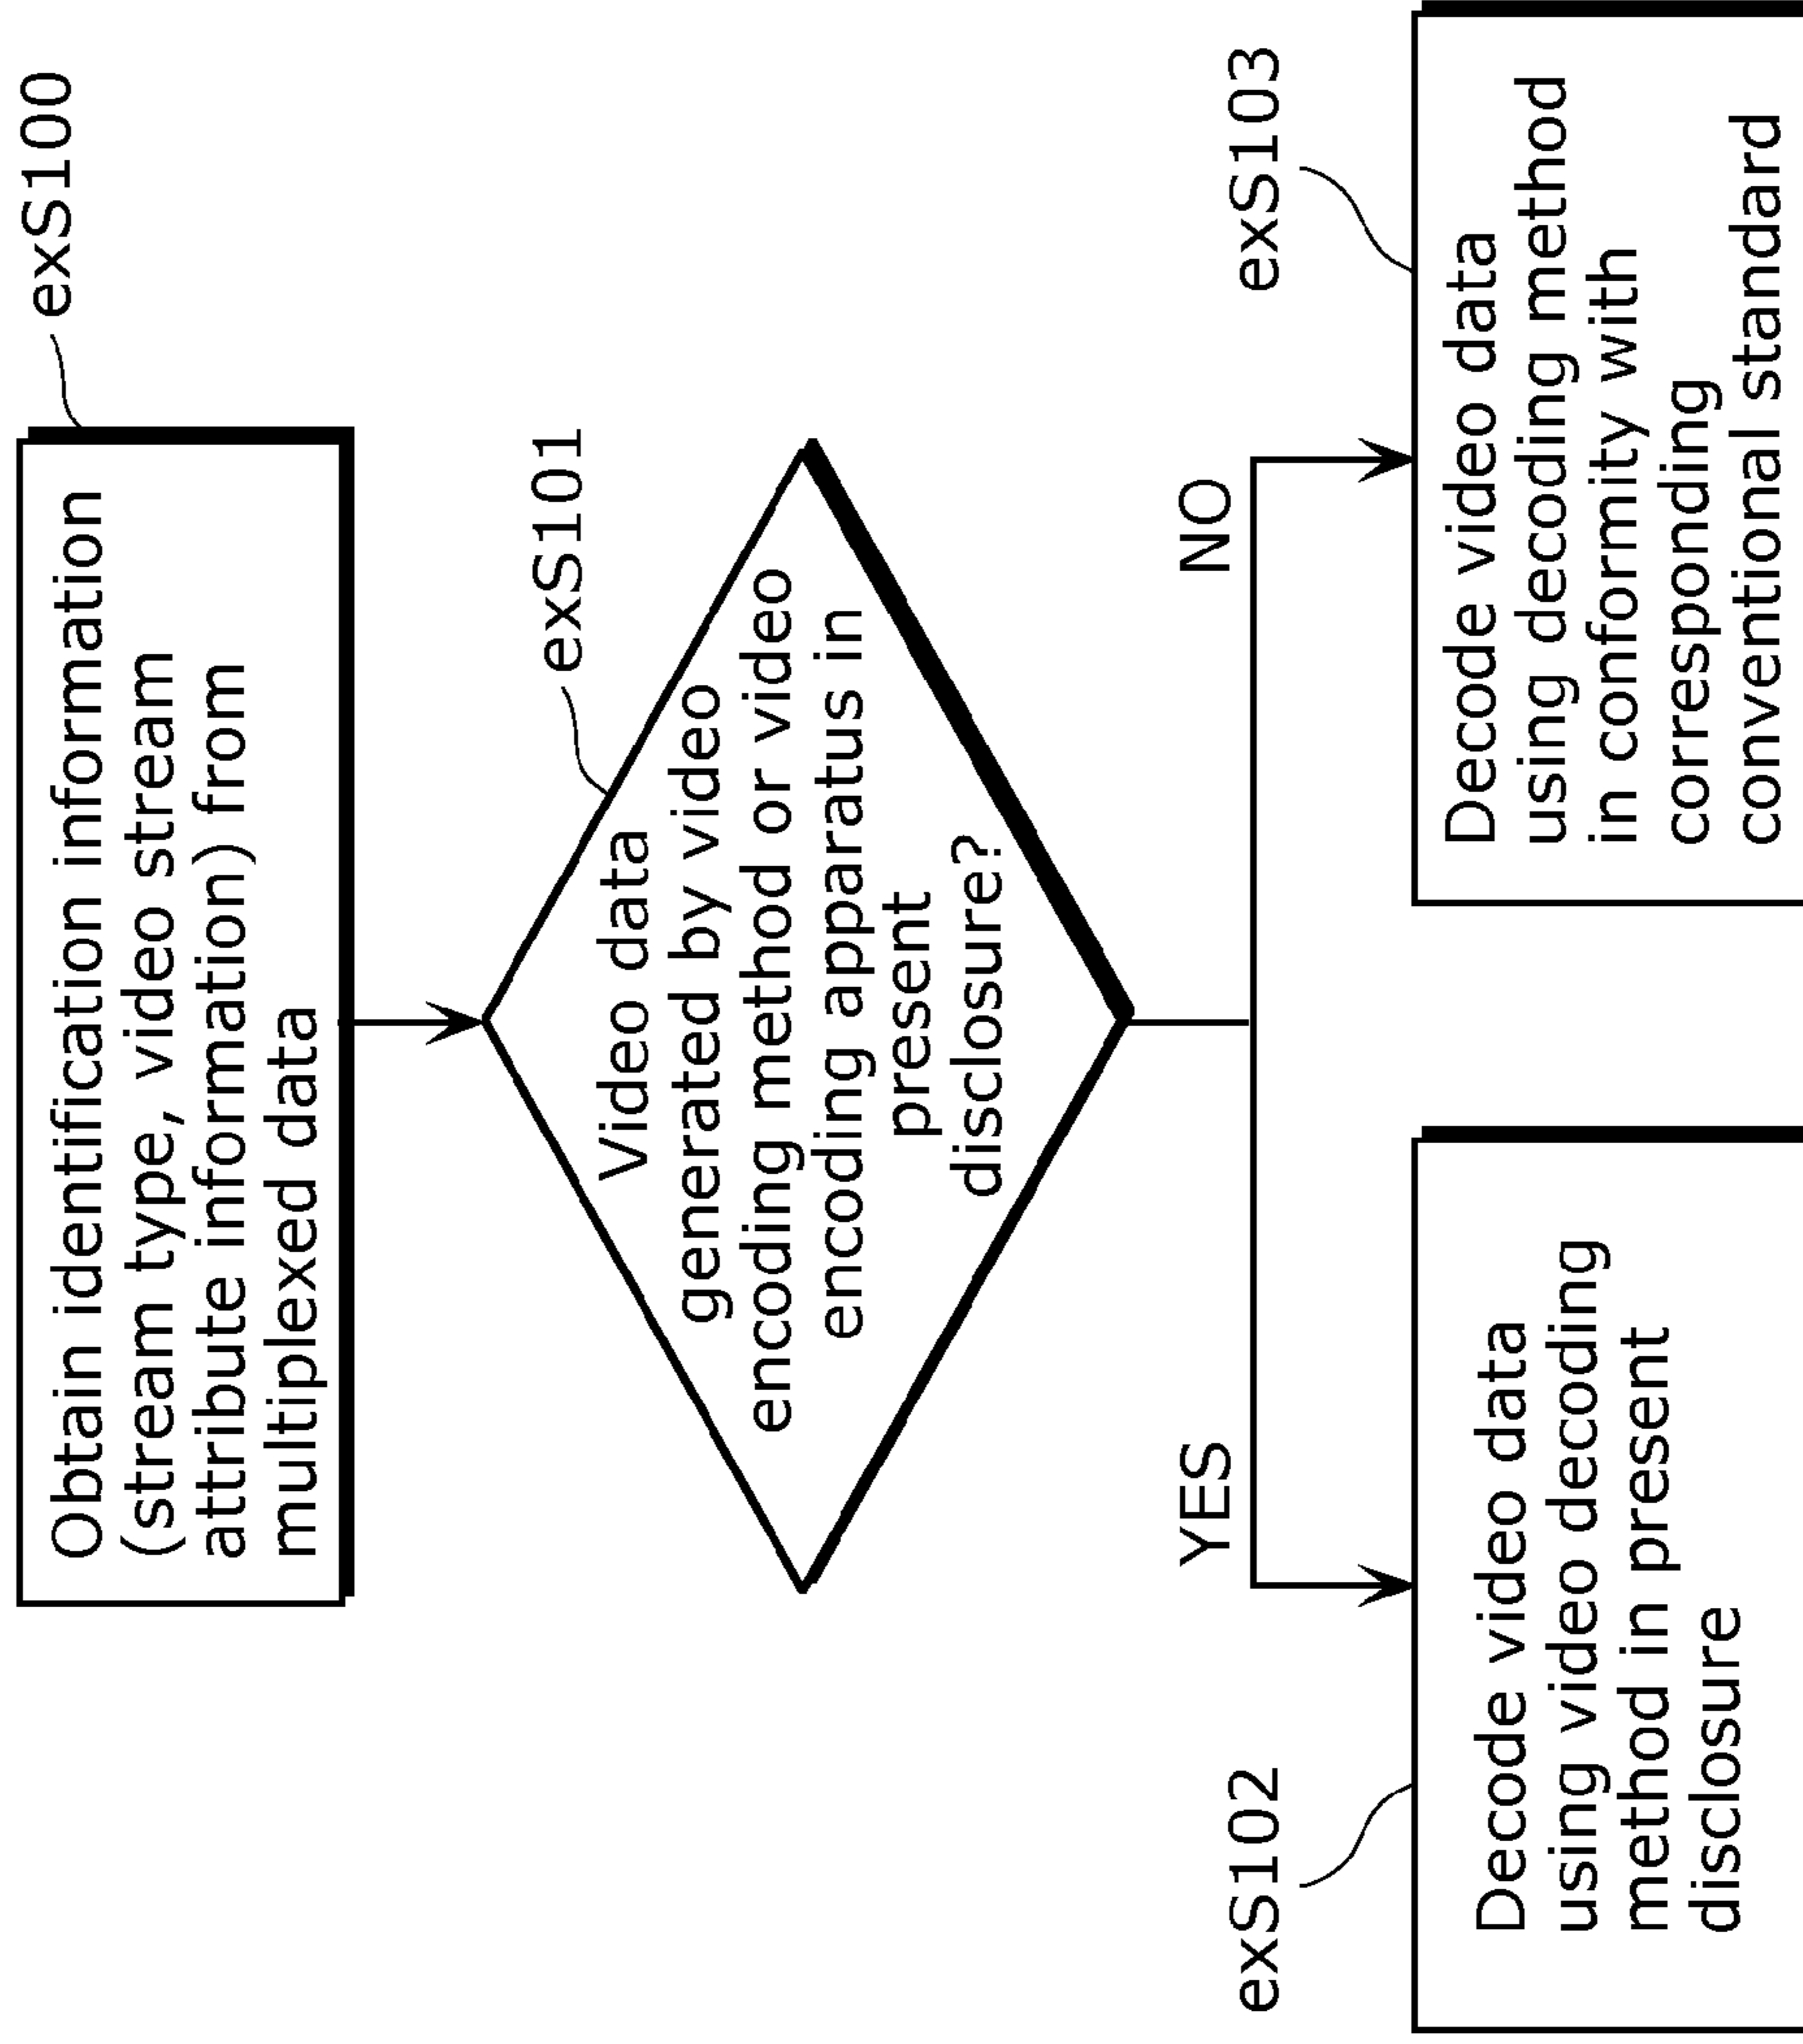 exS100
Obtain identification information
(stream type, video stream
attribute information) from
multiplexed data
exS101
Video data
generated by video
encoding method or video
encoding apparatus in
present
disclosure?
YES
NO
exS102
exS103
Decode video data
using video decoding
method in present
disclosure
Decode video data
using decoding method
in conformity with
corresponding
conventional standard